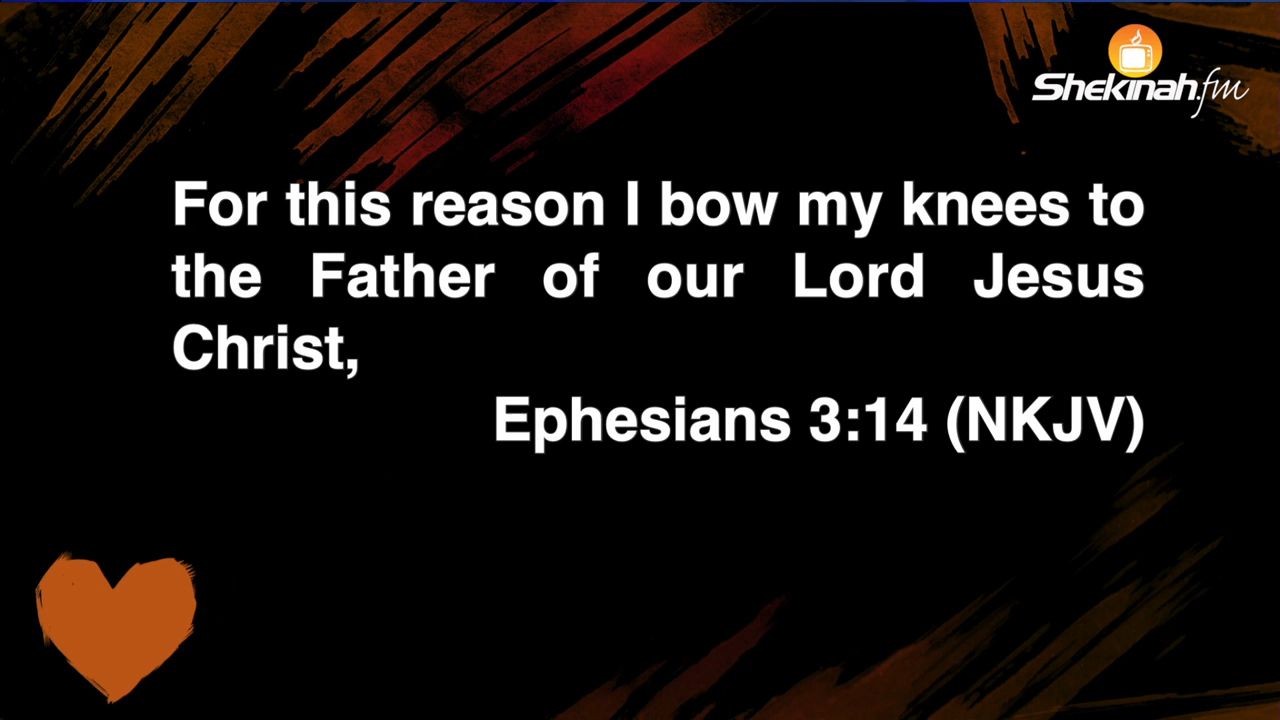 Shekinah.fm
For this reason I bow my knees to
the Father of our Lord Jesus
Christ,
Ephesians 3:14 (NKJV)